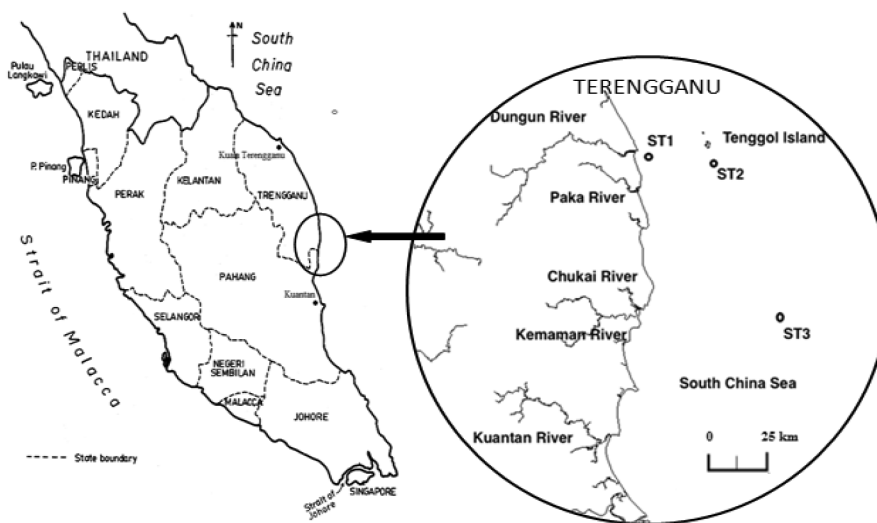 N
South
China
Sea
THAILAND
Pulau
Langkawi
PERLIS
KEDAH
P. Pinang
PINANG
PERAK
KELANTAN
Kuala Terengganu
TRENGGANU
PAHANG
Kuantan
SELANGOR
NEGERI
SEMBILAN
MALACCA
JOHORE
Strait of Malacca
State boundary
Strait of
Johore
SINGAPORE
TERENGGANU
Dungun River
ST1
Tenggol Island
ST2
Paka River
Chukai River
Kemaman River
ST3
South China Sea
Kuantan River
0 25 km